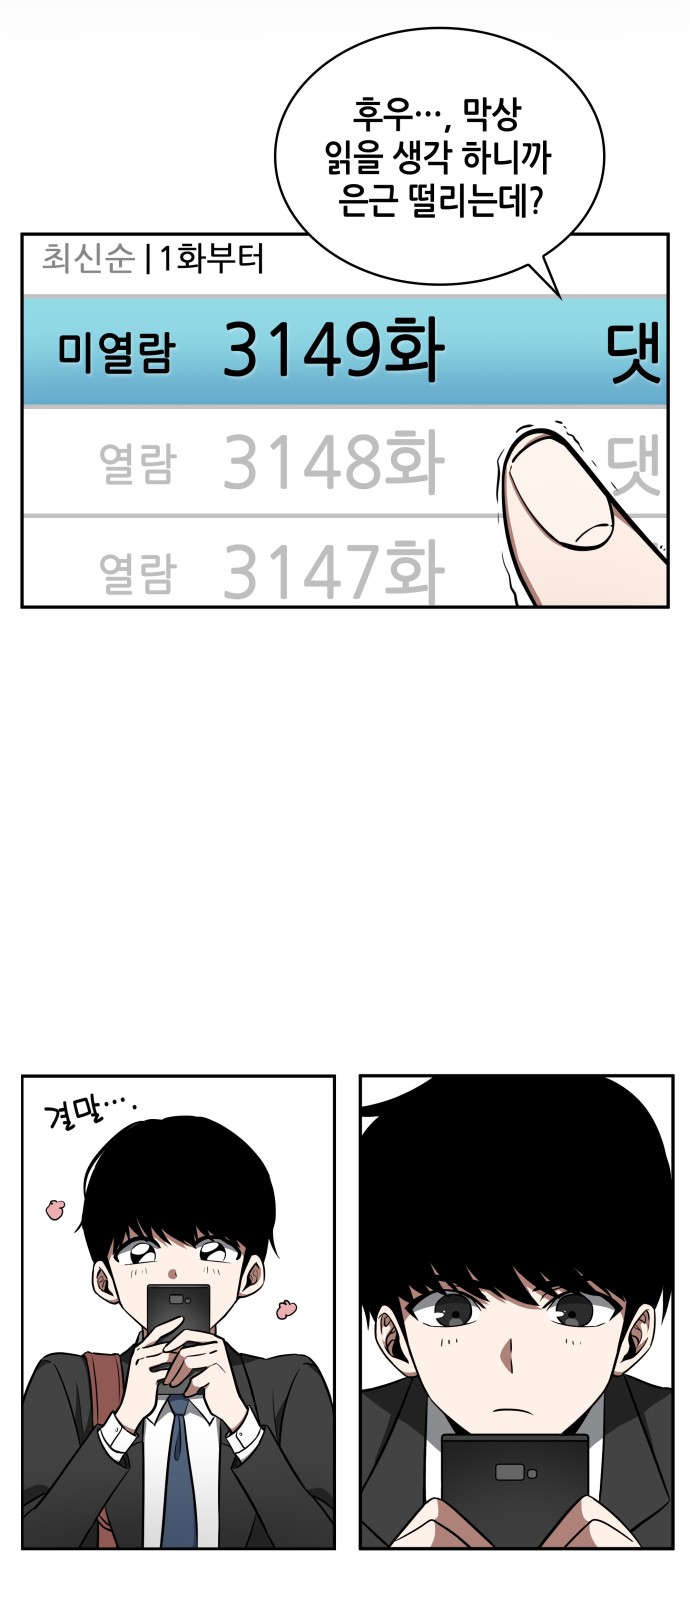 후우···, 막상
읽을 생각 하니까
은근 떨리는데?
최신순 | 1화부터
미열람 3149화 댓
열람 3148화 댓
열람 3147화
결말···.